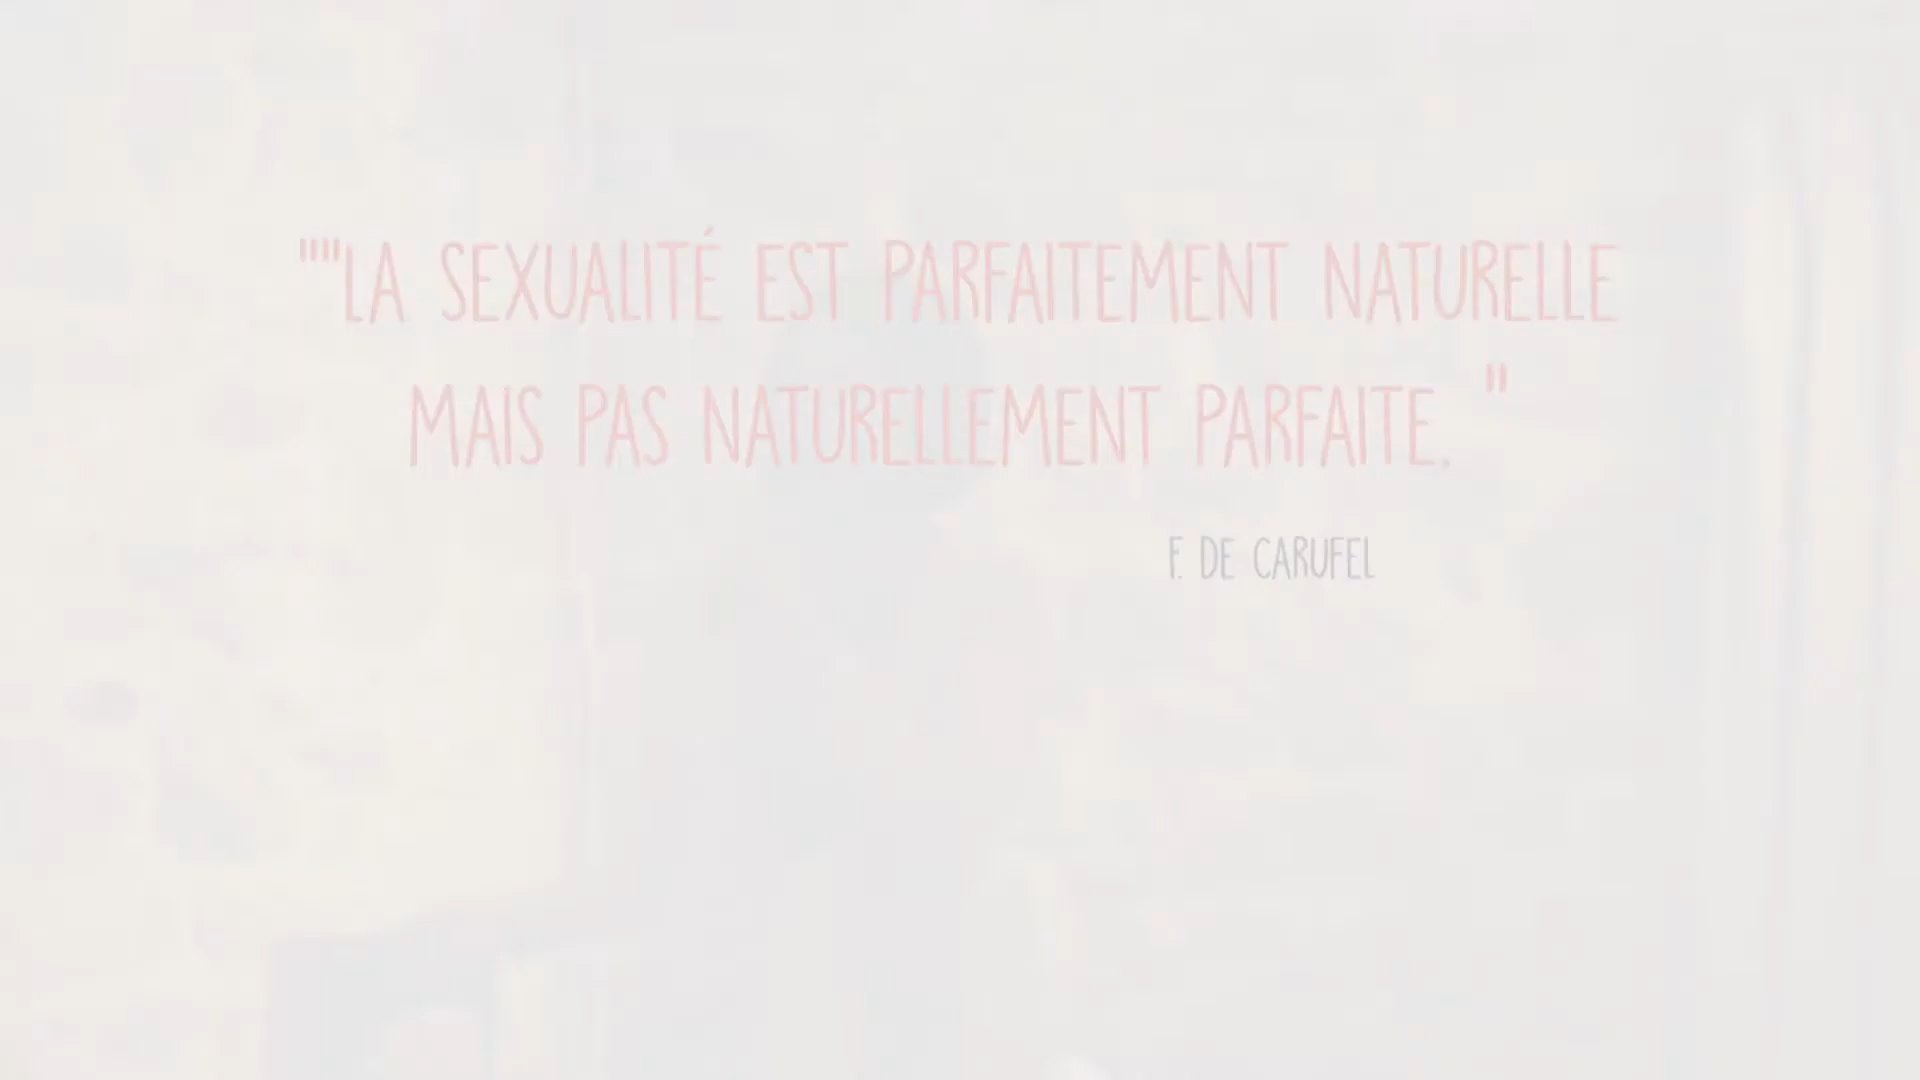 ""LA SEXUALITÉ EST PARFAITEMENT NATURELLE
MAIS PAS NATURELLEMENT PARFAITE. "
F. DE CARUFEL